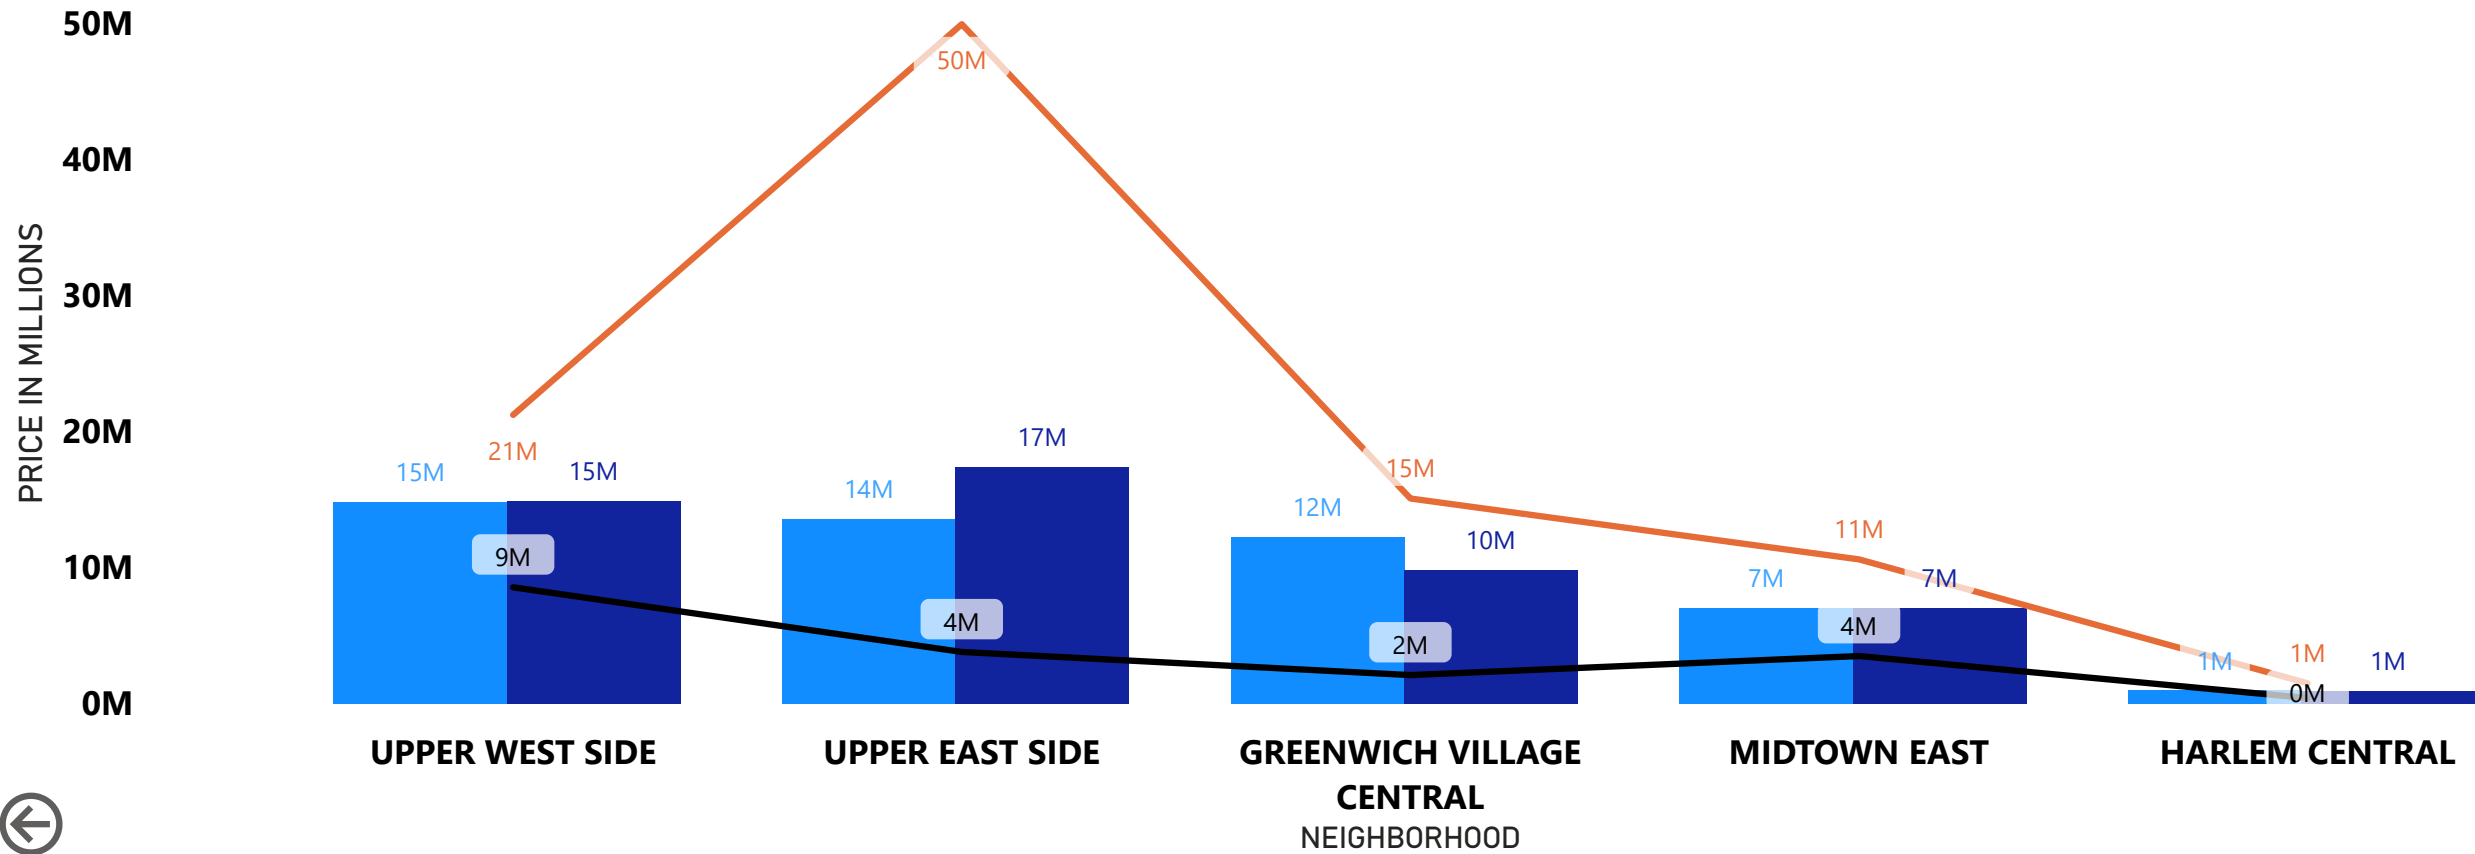 50M
40M
30M
20M
10M
0M
PRICE IN MILLIONS
50M
17M
21M
15M
15M
14M
15M
12M
10M
11M
7M
7M
9M
4M
2M
4M
1M
1M
1M
0M
UPPER WEST SIDE
UPPER EAST SIDE
GREENWICH VILLAGE
CENTRAL
MIDTOWN EAST
HARLEM CENTRAL
NEIGHBORHOOD